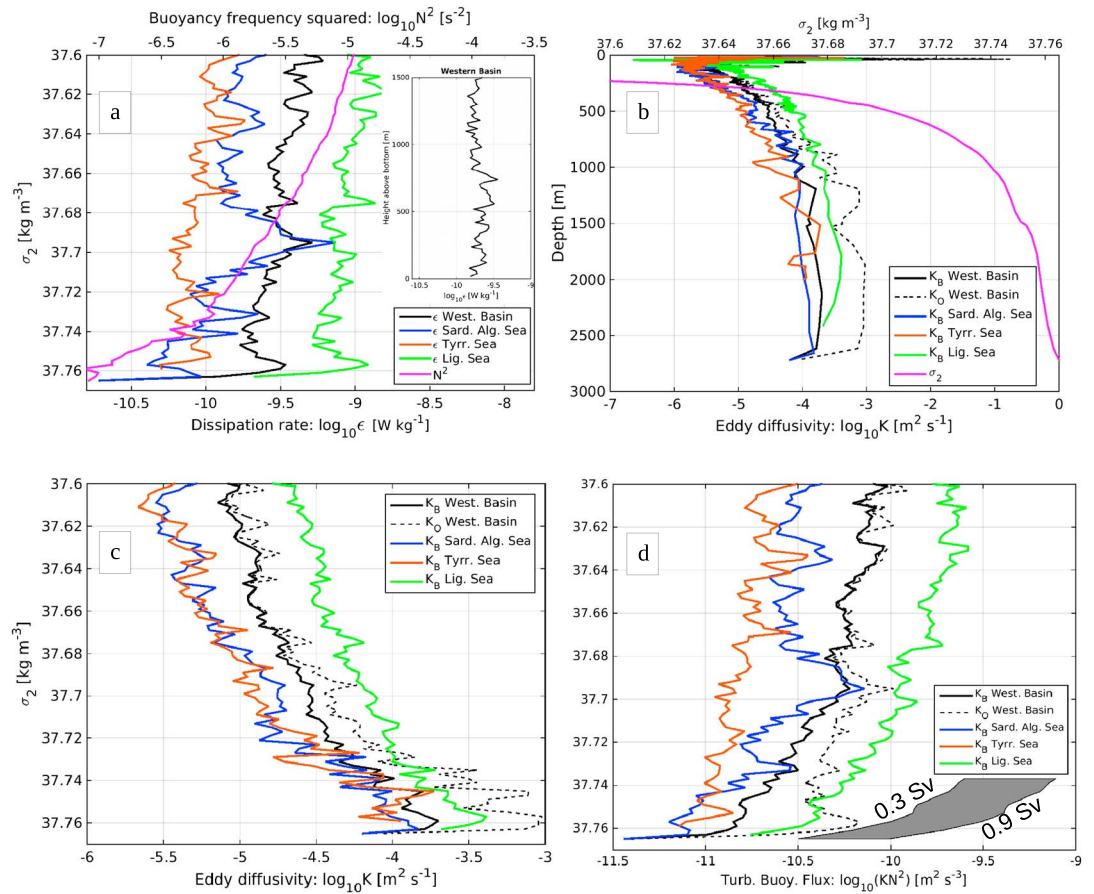 Buoyancy frequency squared: log10N2 [s-2]
-7 -6.5 -6 -5.5 -5 -4.5 -4 -3.5
37.6
37.62
37.64
37.66
37.68
37.7
37.72
37.74
37.76
σ2 [kg m-3]
a
Western Basin
1500
1000
500
0
Height above bottom [m]
-10.5 -10 -9.5 -9
log10ϵ [W kg-1]
ϵ West. Basin
ϵ Sard. Alg. Sea
ϵ Tyrr. Sea
ϵ Lig. Sea
N2
-10.5 -10 -9.5 -9 -8.5 -8
Dissipation rate: log10ϵ [W kg-1]
σ2 [kg m-3]
37.6 37.62 37.64 37.66 37.68 37.7 37.72 37.74 37.76
0
500
1000
1500
2000
2500
3000
Depth [m]
b
KB West. Basin
KO West. Basin
KB Sard. Alg. Sea
KB Tyrr. Sea
KB Lig. Sea
σ2
-7 -6 -5 -4 -3 -2 -1 0
Eddy diffusivity: log10K [m2 s-1]
37.6
37.62
37.64
37.66
37.68
37.7
37.72
37.74
37.76
σ2 [kg m-3]
c
KB West. Basin
KO West. Basin
KB Sard. Alg. Sea
KB Tyrr. Sea
KB Lig. Sea
-6 -5.5 -5 -4.5 -4 -3.5 -3
Eddy diffusivity: log10K [m2 s-1]
37.6
37.62
37.64
37.66
37.68
37.7
37.72
37.74
37.76
d
KB West. Basin
KO West. Basin
KB Sard. Alg. Sea
KB Tyrr. Sea
KB Lig. Sea
0.3 Sv
0.9 Sv
-11.5 -11 -10.5 -10 -9.5 -9
Turb. Buoy. Flux: log10(KN2) [m2 s-3]